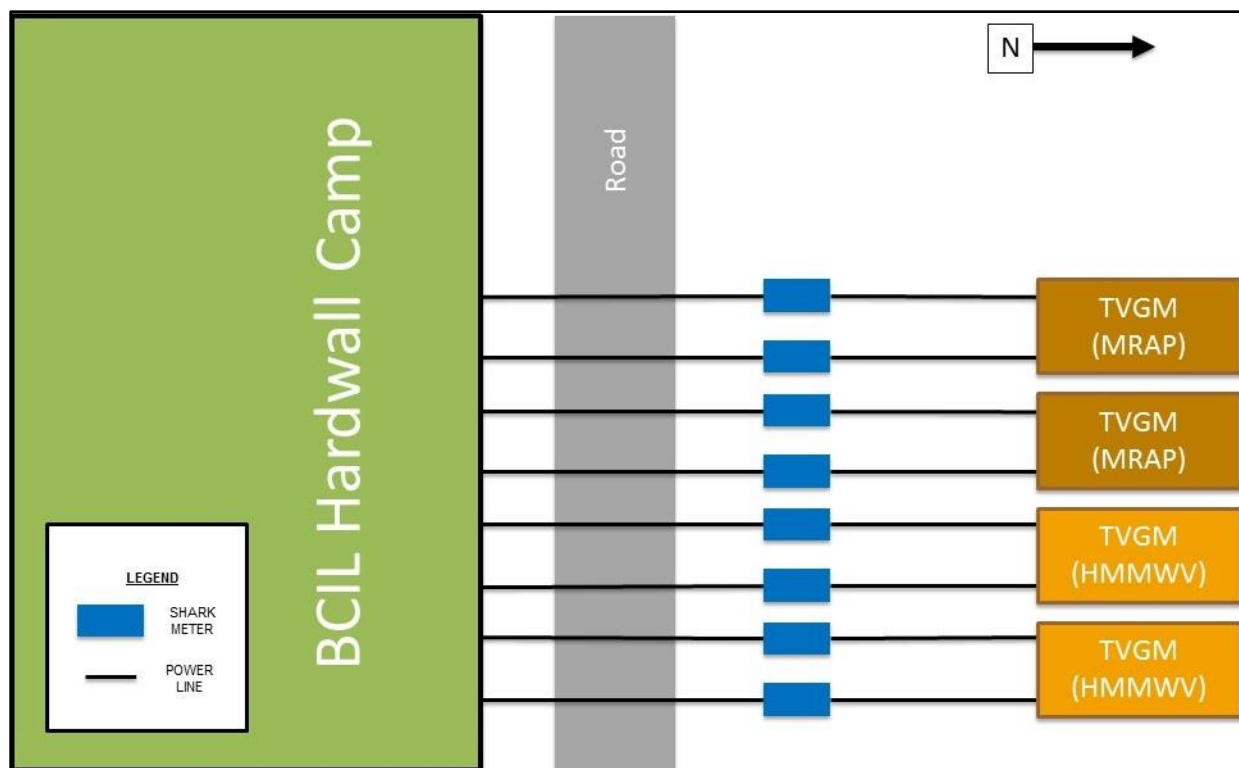 N
BCIL Hardwall Camp
Road
TVGM
(MRAP)
TVGM
(MRAP)
TVGM
(HMMWV)
TVGM
(HMMWV)
LEGEND
SHARK
METER
POWER
LINE